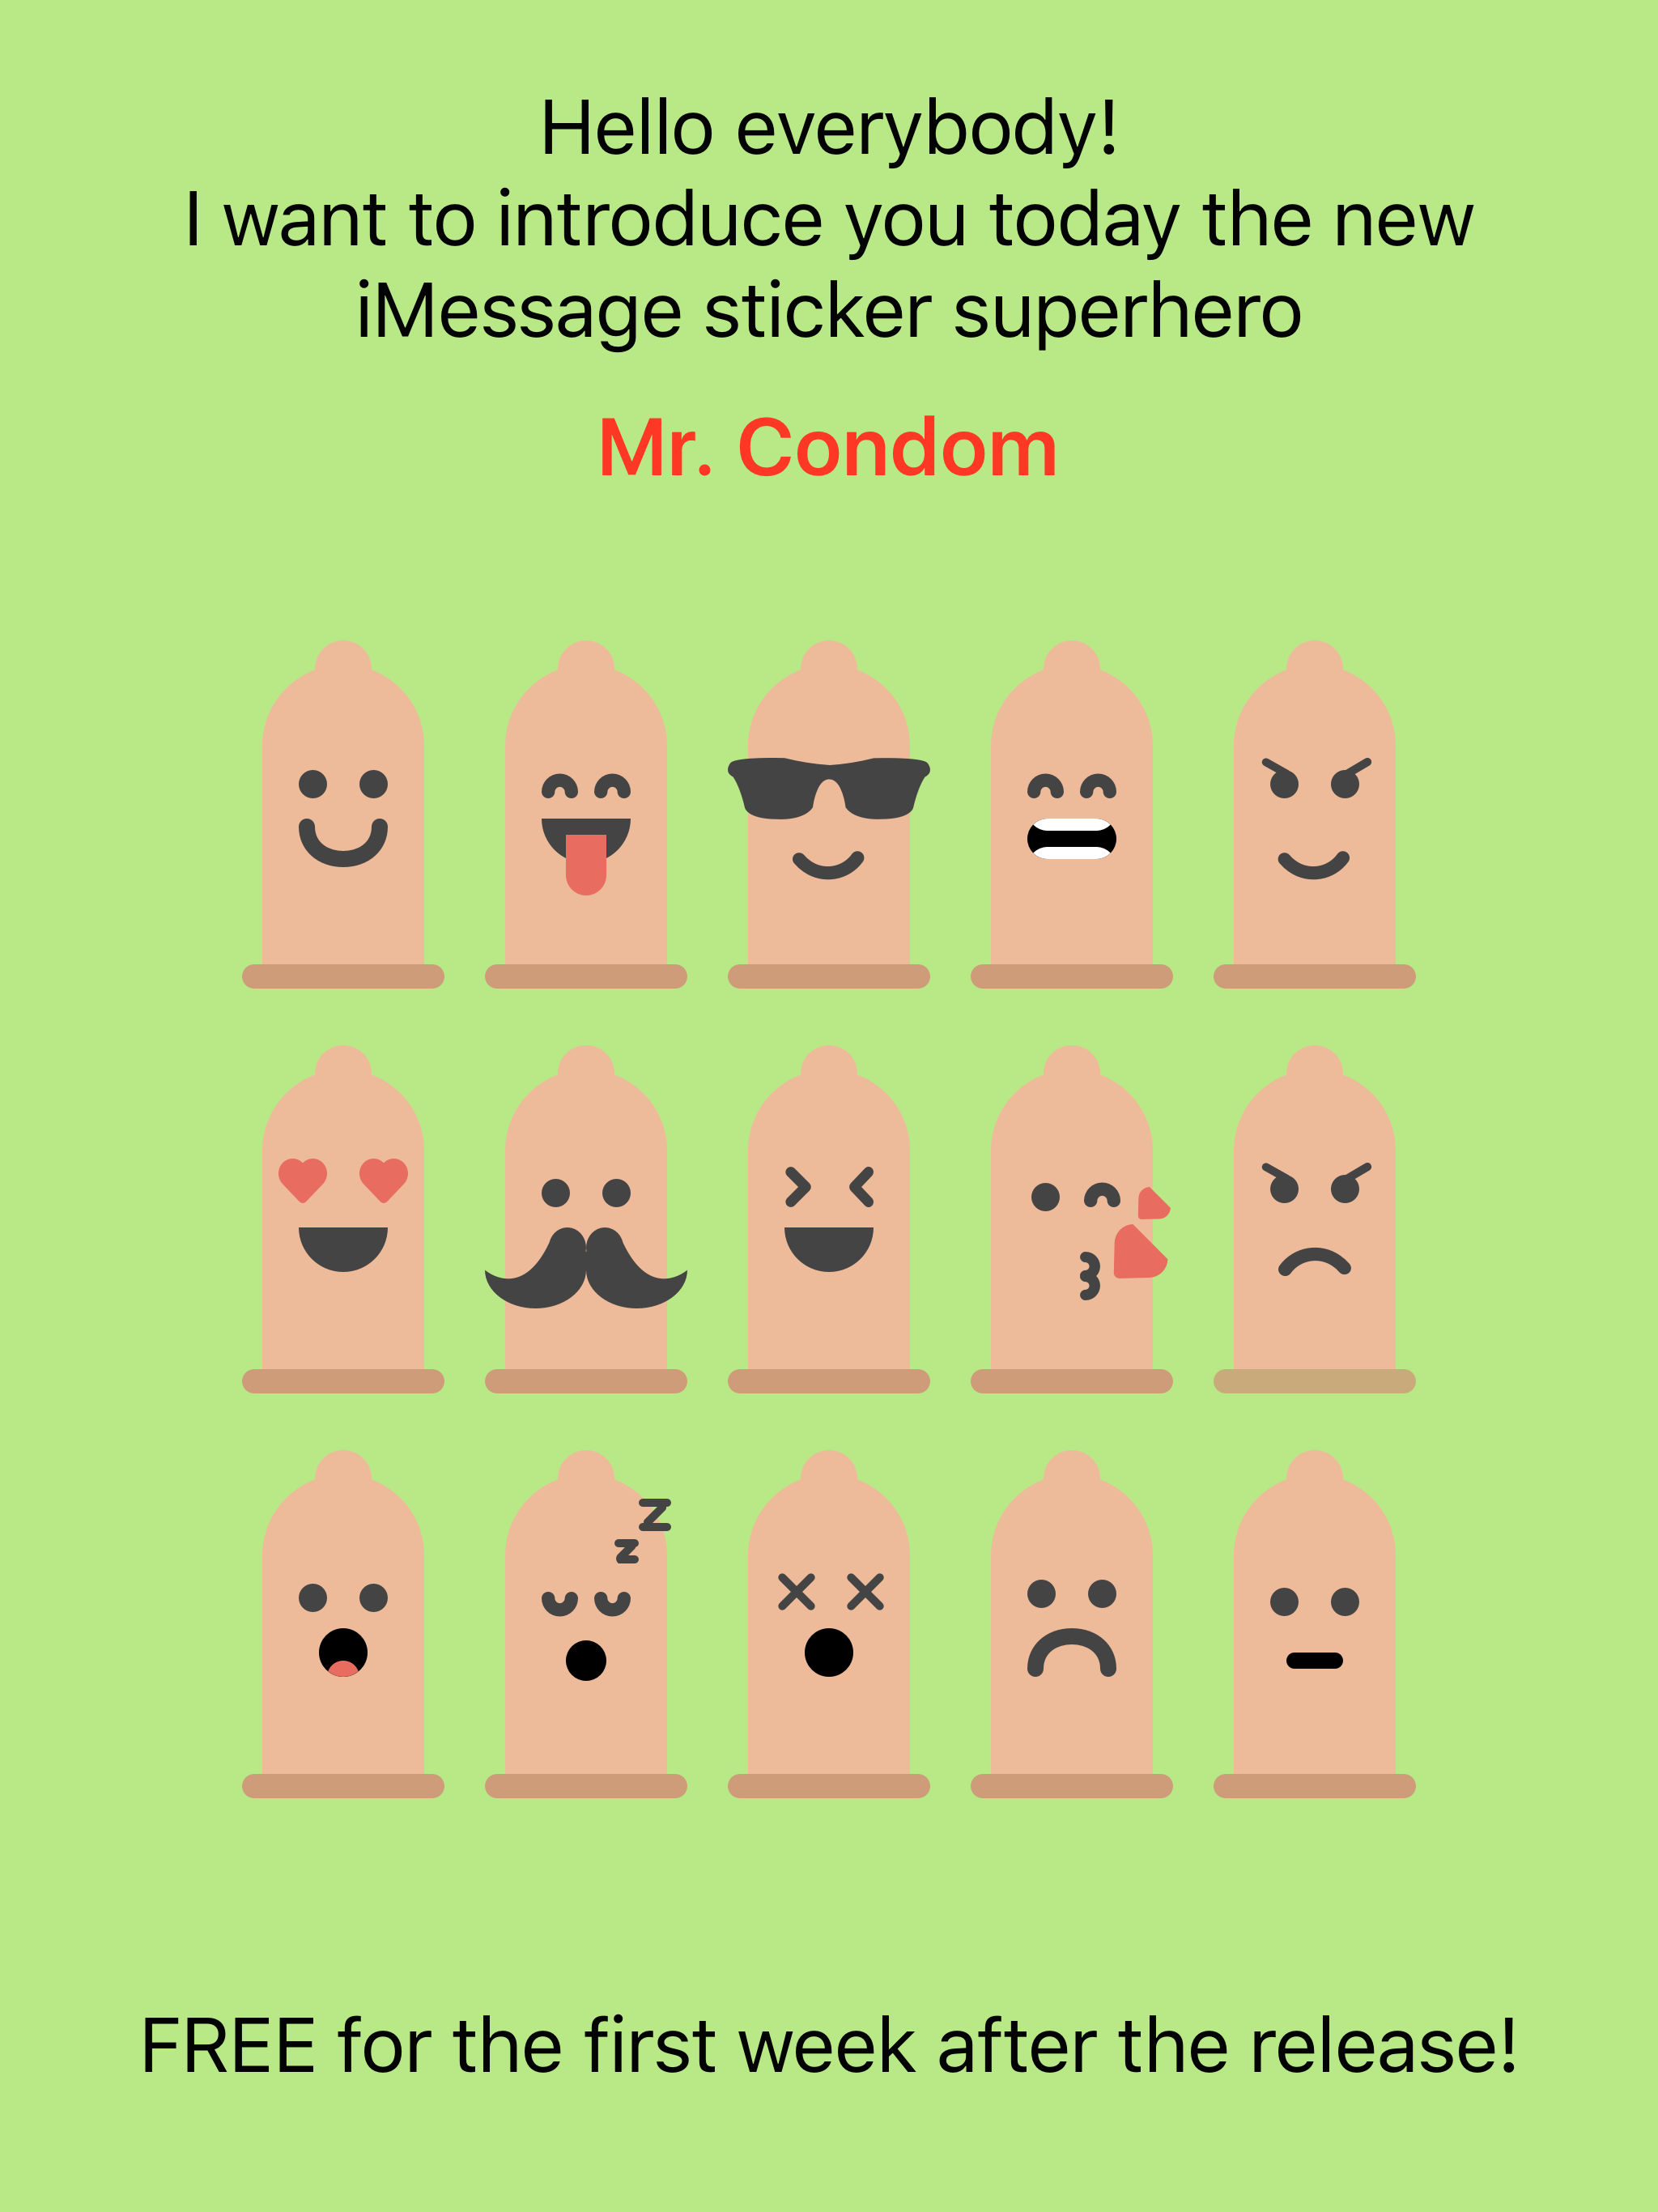 Hello everybody!
I want to introduce you today the new
iMessage sticker superhero
Mr. Condom
z
z
FREE for the first week after the release!